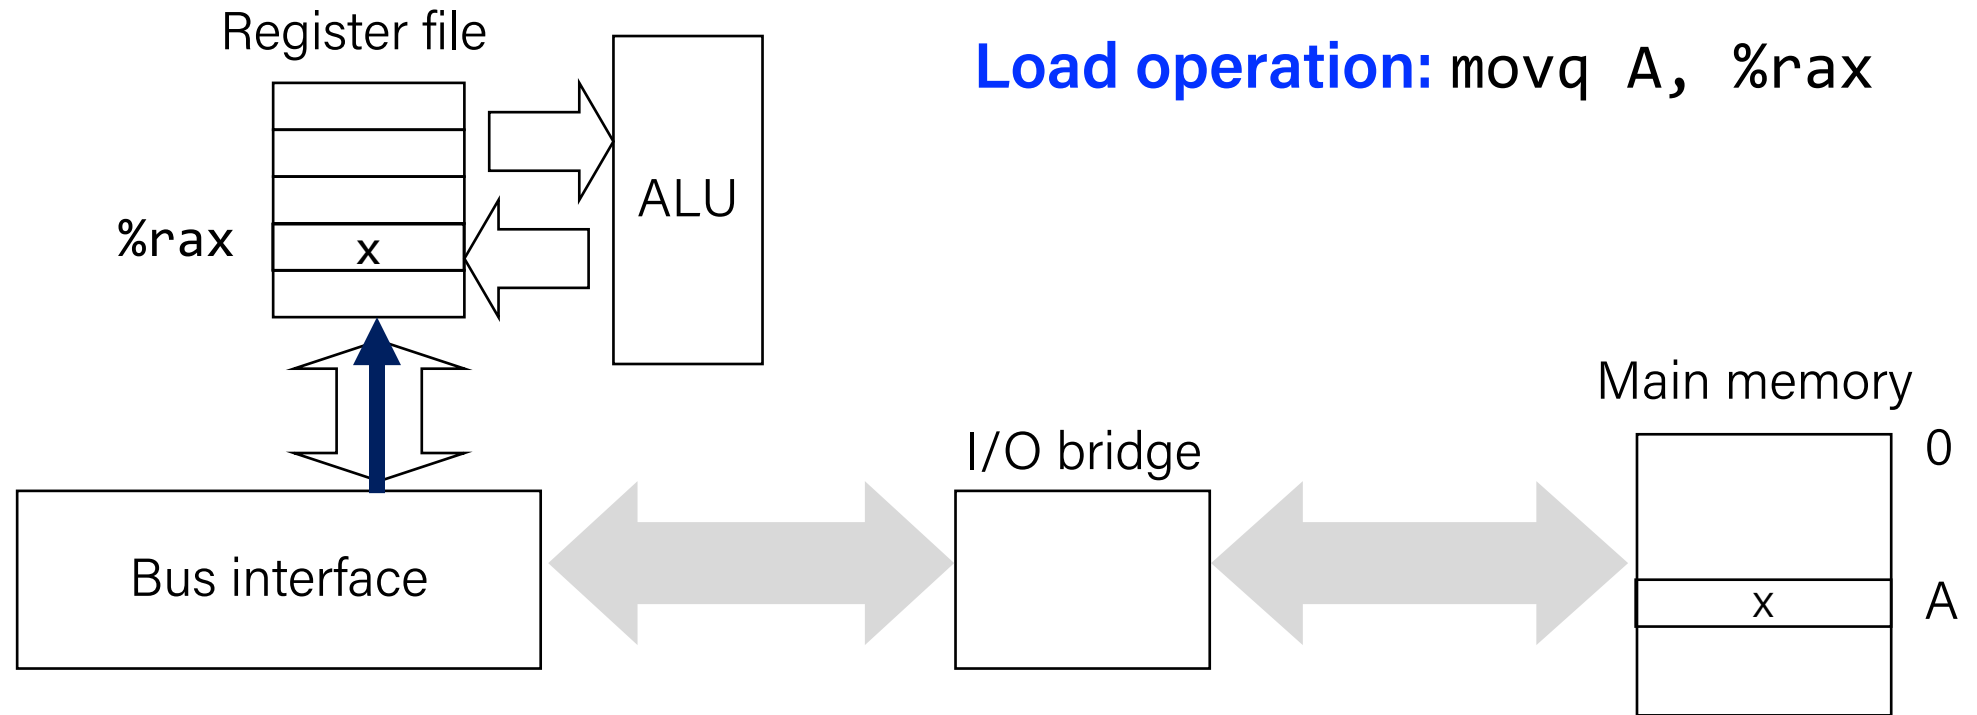 Register file
Load operation: movq A, %rax
ALU
%rax
x
Main memory
I/O bridge
0
Bus interface
x
A